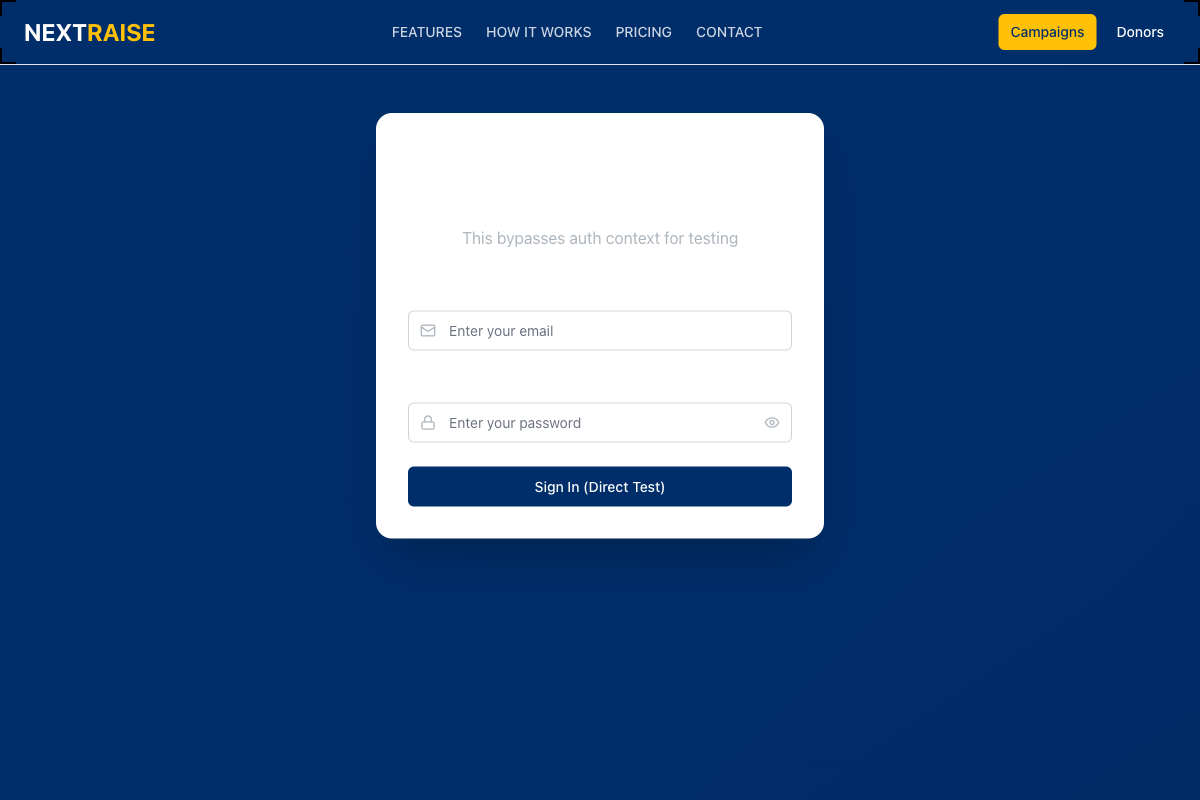 NEXTRAISE
FEATURES HOW IT WORKS PRICING CONTACT
Campaigns Donors
This bypasses auth context for testing
Enter your email
Enter your password
Sign In (Direct Test)